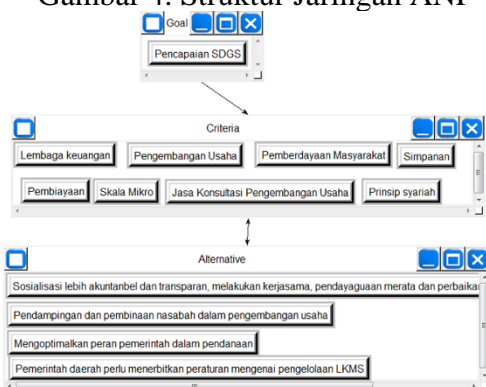 Gambar 4. Struktur Jaringan ANP
Goal
Pencapaian SDGS
Criteria
Lembaga keuangan Pengembangan Usaha Pemberdayaan Masyarakat Simpanan
Pembiayaan Skala Mikro Jasa Konsultasi Pengembangan Usaha Prinsip syariah
Alternative
Sosialisasi lebih akuntanbel dan transparan, melakukan kerjasama, pendayaguaan merata dan perbaikan
Pendampingan dan pembinaan nasabah dalam pengembangan usaha
Mengoptimalkan peran pemerintah dalam pendanaan
Pemerintah daerah perlu menerbitkan peraturan mengenai pengelolaan LKMS